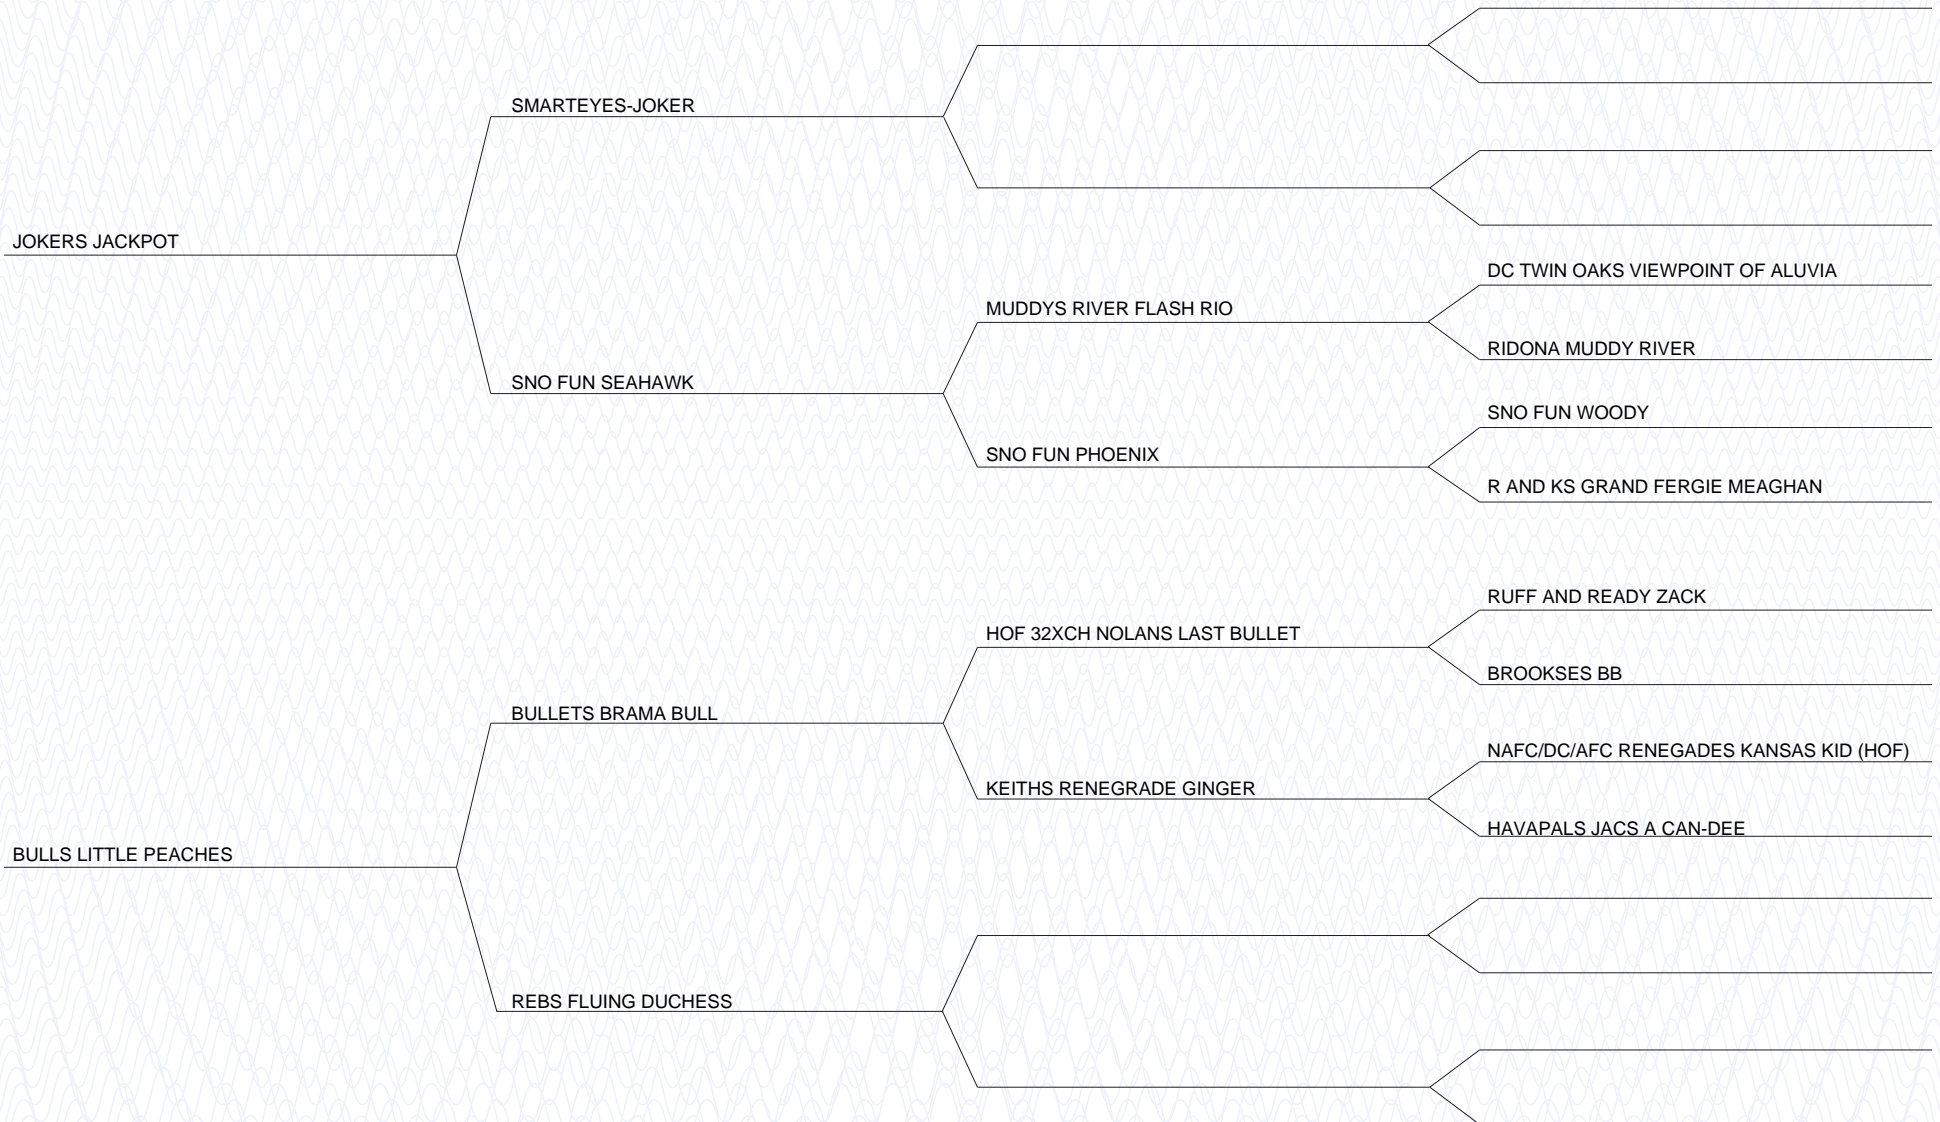 SMARTEYES-JOKER
JOKERS JACKPOT
DC TWIN OAKS VIEWPOINT OF ALUVIA
MUDDYS RIVER FLASH RIO
RIDONA MUDDY RIVER
SNO FUN SEAHAWK
SNO FUN WOODY
SNO FUN PHOENIX
R AND KS GRAND FERGIE MEAGHAN
RUFF AND READY ZACK
HOF 32XCH NOLANS LAST BULLET
BROOKSES BB
BULLETS BRAMA BULL
NAFC/DC/AFC RENEGADES KANSAS KID (HOF)
KEITHS RENEGRADE GINGER
HAVAPALS JACS A CAN-DEE
BULLS LITTLE PEACHES
REBS FLUING DUCHESS